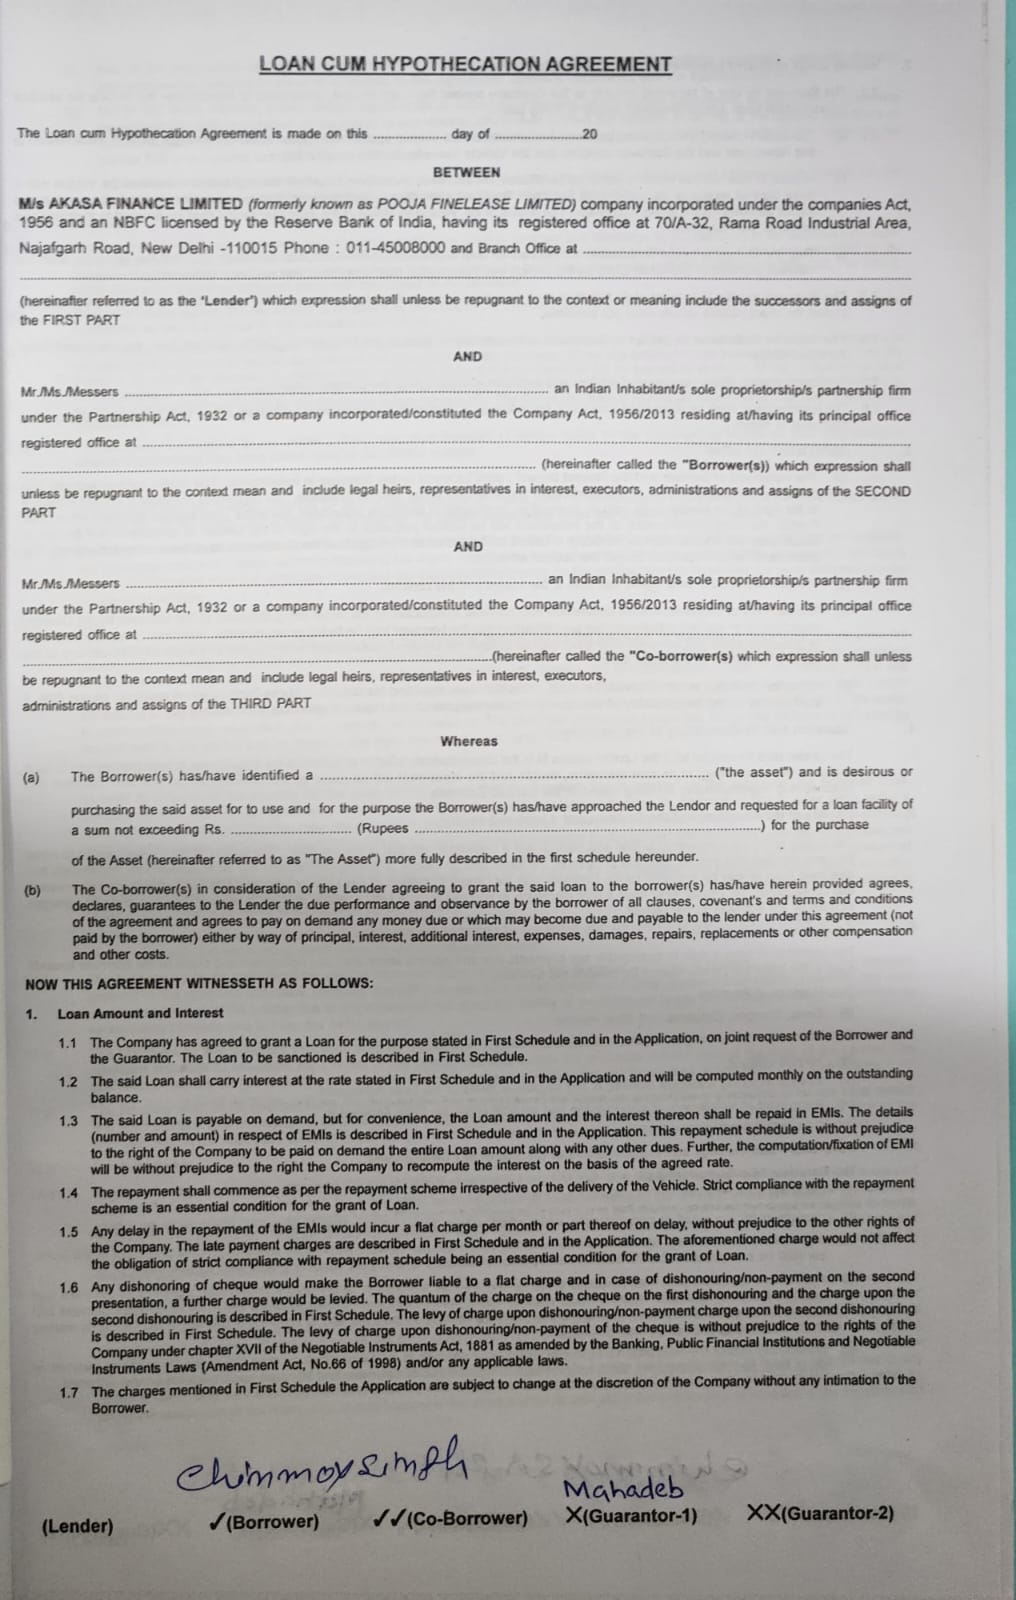 LOAN CUM HYPOTHECATION AGREEMENT
The Loan cum Hypothecation Agreement is made on this .................... day of ........................20
BETWEEN
M/s AKASA FINANCE LIMITED (formerly known as POOJA FINELEASE LIMITED) company incorporated under the companies Act,
1956 and an NBFC licensed by the Reserve Bank of India, having its registered office at 70/A-32, Rama Road Industrial Area,
Najafgarh Road, New Delhi -110015 Phone : 011-45008000 and Branch Office at ....................
....................
(hereinafter referred to as the 'Lender') which expression shall unless be repugnant to the context or meaning include the successors and assigns of
the FIRST PART
AND
Mr./Ms./Messers .................... an Indian Inhabitant/s sole proprietorship/s partnership firm
under the Partnership Act, 1932 or a company incorporated/constituted the Company Act, 1956/2013 residing at/having its principal office
registered office at ....................
.................... (hereinafter called the "Borrower(s)) which expression shall
unless be repugnant to the context mean and include legal heirs, representatives in interest, executors, administrations and assigns of the SECOND
PART
AND
Mr./Ms./Messers .................... an Indian Inhabitant/s sole proprietorship/s partnership firm
under the Partnership Act, 1932 or a company incorporated/constituted the Company Act, 1956/2013 residing at/having its principal office
registered office at ....................
....................(hereinafter called the "Co-borrower(s) which expression shall unless
be repugnant to the context mean and include legal heirs, representatives in interest, executors,
administrations and assigns of the THIRD PART
Whereas
(a) The Borrower(s) has/have identified a .................... ("the asset") and is desirous or
purchasing the said asset for to use and for the purpose the Borrower(s) has/have approached the Lendor and requested for a loan facility of
a sum not exceeding Rs. .................... (Rupees ....................) for the purchase
of the Asset (hereinafter referred to as "The Asset") more fully described in the first schedule hereunder.
(b) The Co-borrower(s) in consideration of the Lender agreeing to grant the said loan to the borrower(s) has/have herein provided agrees,
declares, guarantees to the Lender the due performance and observance by the borrower of all clauses, covenant's and terms and conditions
of the agreement and agrees to pay on demand any money due or which may become due and payable to the lender under this agreement (not
paid by the borrower) either by way of principal, interest, additional interest, expenses, damages, repairs, replacements or other compensation
and other costs.
NOW THIS AGREEMENT WITNESSETH AS FOLLOWS:
1. Loan Amount and Interest
1.1 The Company has agreed to grant a Loan for the purpose stated in First Schedule and in the Application, on joint request of the Borrower and
the Guarantor. The Loan to be sanctioned is described in First Schedule.
1.2 The said Loan shall carry interest at the rate stated in First Schedule and in the Application and will be computed monthly on the outstanding
balance.
1.3 The said Loan is payable on demand, but for convenience, the Loan amount and the interest thereon shall be repaid in EMIs. The details
(number and amount) in respect of EMIs is described in First Schedule and in the Application. This repayment schedule is without prejudice
to the right of the Company to be paid on demand the entire Loan amount along with any other dues. Further, the computation/fixation of EMI
will be without prejudice to the right the Company to recompute the interest on the basis of the agreed rate.
1.4 The repayment shall commence as per the repayment scheme irrespective of the delivery of the Vehicle. Strict compliance with the repayment
scheme is an essential condition for the grant of Loan.
1.5 Any delay in the repayment of the EMIs would incur a flat charge per month or part thereof on delay, without prejudice to the other rights of
the Company. The late payment charges are described in First Schedule and in the Application. The aforementioned charge would not affect
the obligation of strict compliance with repayment schedule being an essential condition for the grant of Loan.
1.6 Any dishonoring of cheque would make the Borrower liable to a flat charge and in case of dishonouring/non-payment on the second
presentation, a further charge would be levied. The quantum of the charge on the cheque on the first dishonouring and the charge upon the
second dishonouring is described in First Schedule. The levy of charge upon dishonouring/non-payment charge upon the second dishonouring
is described in First Schedule. The levy of charge upon dishonouring/non-payment of the cheque is without prejudice to the rights of the
Company under chapter XVII of the Negotiable Instruments Act, 1881 as amended by the Banking, Public Financial Institutions and Negotiable
Instruments Laws (Amendment Act, No.66 of 1998) and/or any applicable laws.
1.7 The charges mentioned in First Schedule the Application are subject to change at the discretion of the Company without any intimation to the
Borrower.
Chinmoy Singh
Mahadeb
(Lender) ✓(Borrower) ✓✓(Co-Borrower) X(Guarantor-1) XX(Guarantor-2)